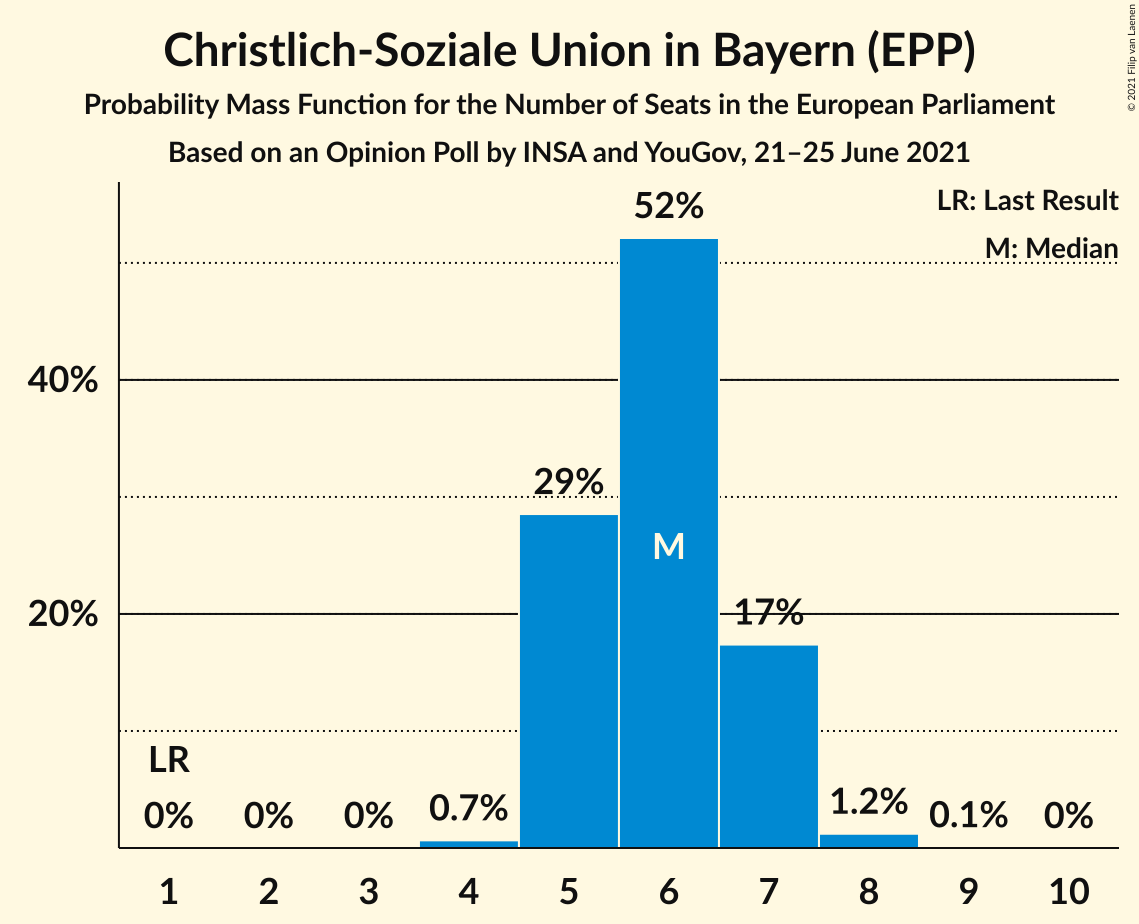 Christlich-Soziale Union in Bayern (EPP)
Probability Mass Function for the Number of Seats in the European Parliament
Based on an Opinion Poll by INSA and YouGov, 21–25 June 2021
© 2021 Filip van Laenen
LR: Last Result
M: Median
52%
40%
29%
M
20%
17%
LR
0%
0%
0%
0.7%
1.2%
0.1%
0%
1 2 3 4 5 6 7 8 9 10